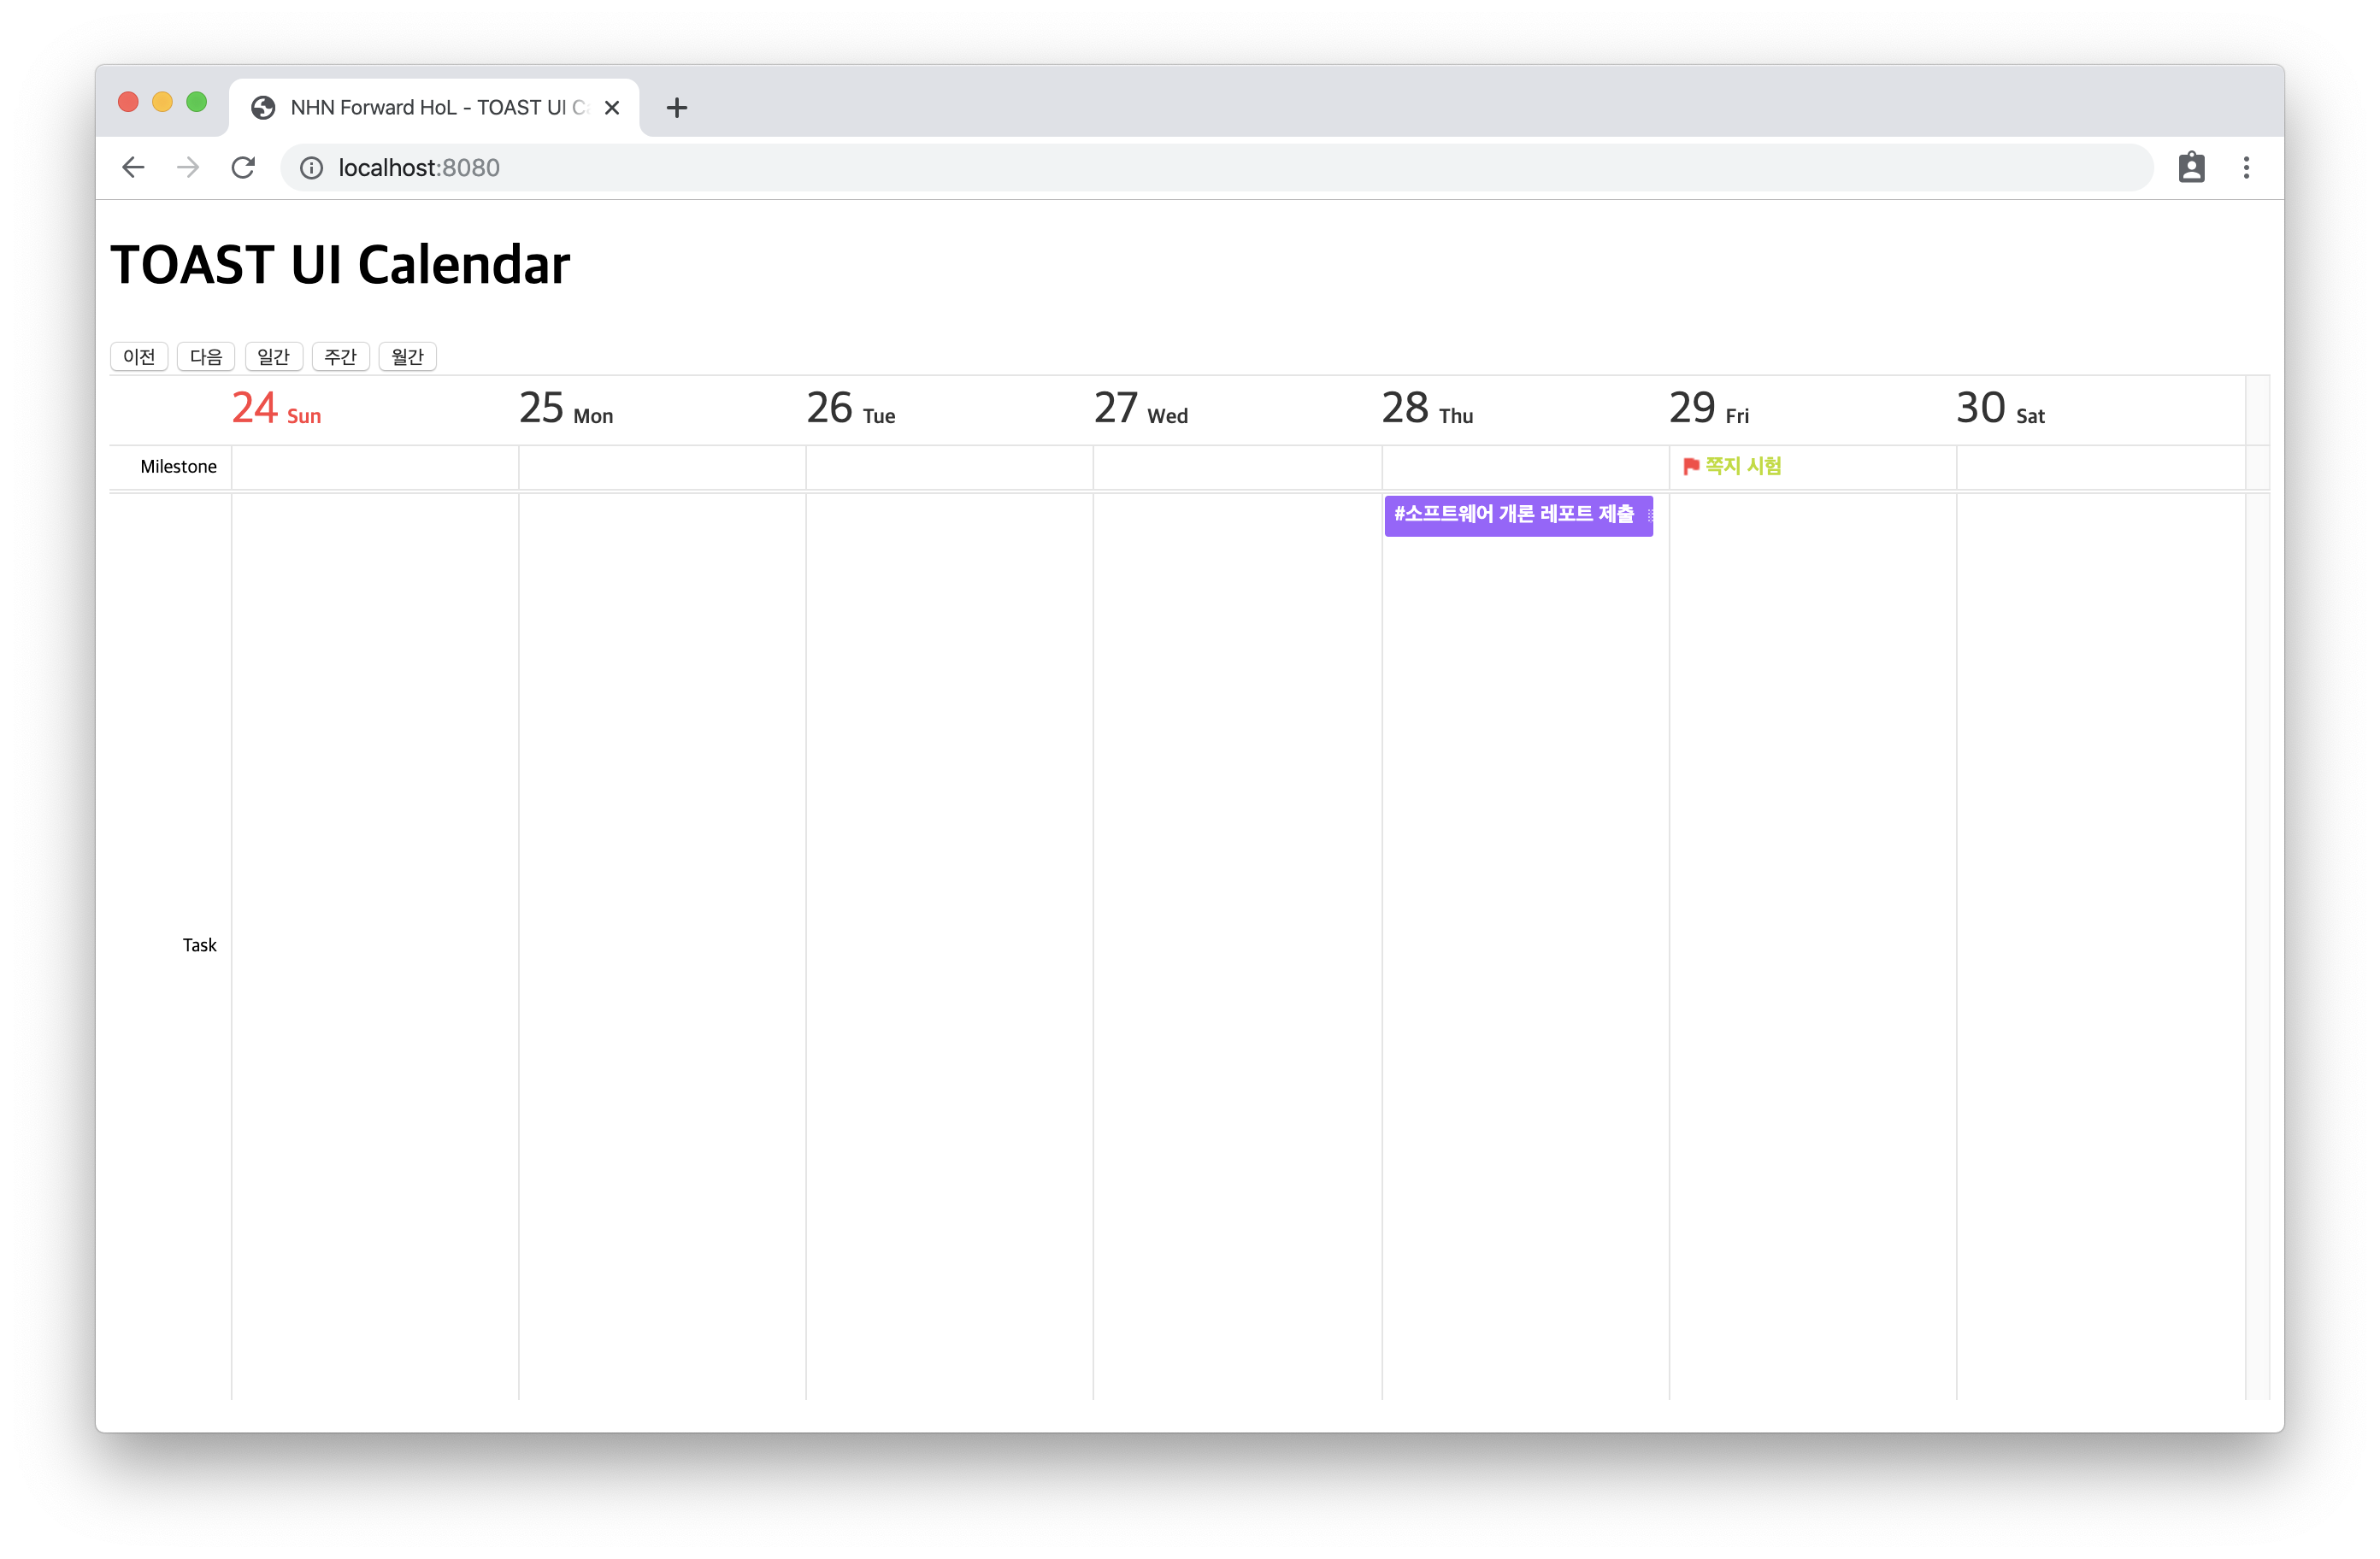 NHN Forward HoL - TOAST UI C
localhost:8080
TOAST UI Calendar
이전 다음 일간 주간 월간
24 Sun 25 Mon 26 Tue 27 Wed 28 Thu 29 Fri 30 Sat
Milestone 쪽지 시험
#소프트웨어 개론 레포트 제출
Task